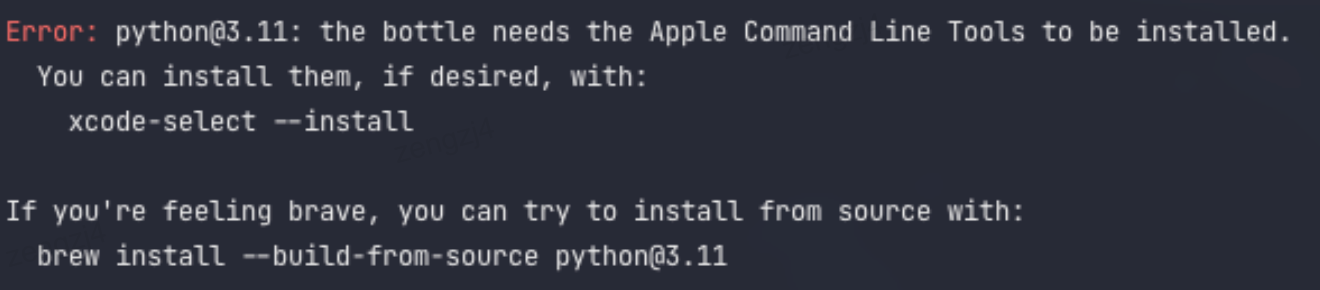 Error: python@3.11: the bottle needs the Apple Command Line Tools to be installed.
  You can install them, if desired, with:
    xcode-select --install

If you're feeling brave, you can try to install from source with:
  brew install --build-from-source python@3.11